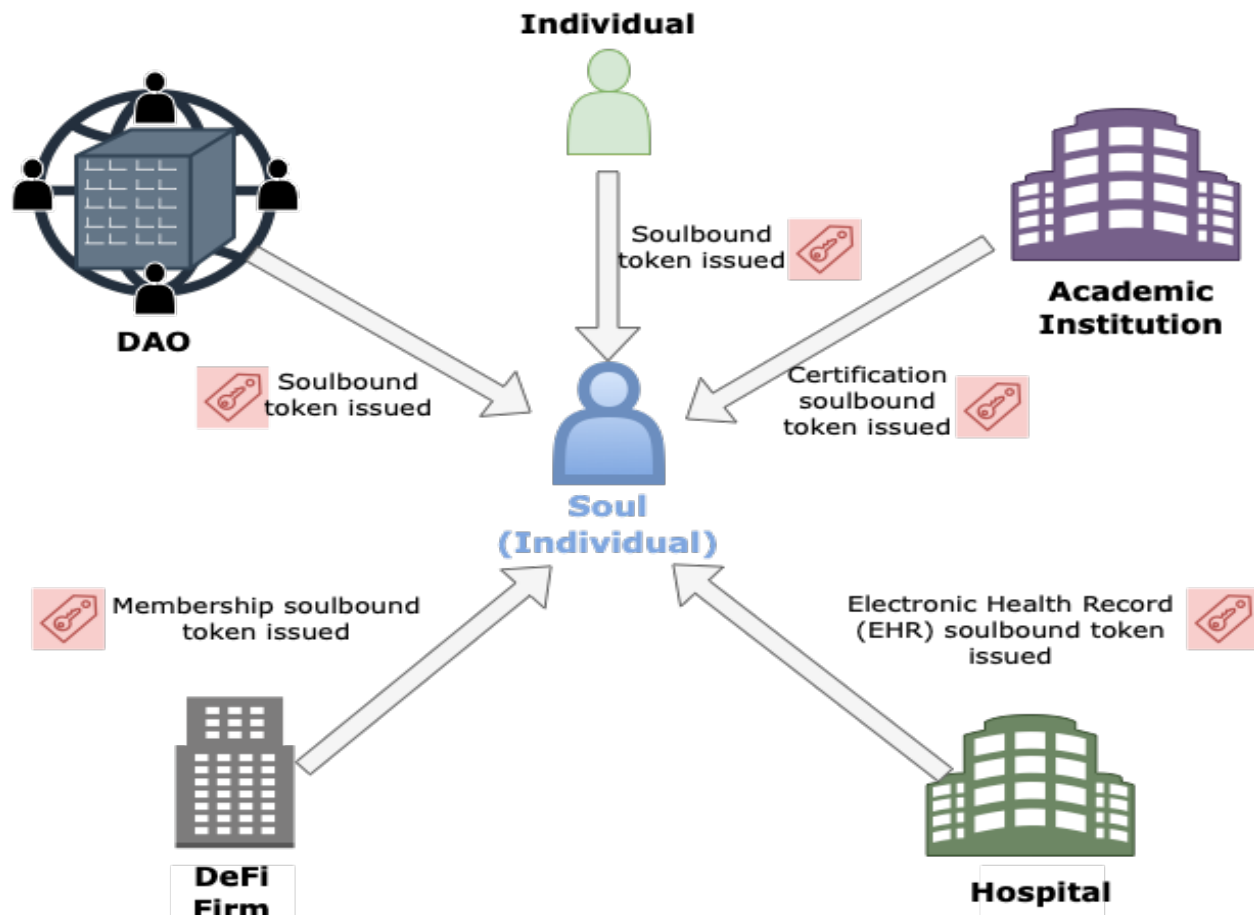 Individual
Soulbound
token issued
Academic
Institution
DAO
Soulbound
token issued
Certification
soulbound
token issued
Soul
(Individual)
Membership soulbound
token issued
Electronic Health Record
(EHR) soulbound token
issued
DeFi
Firm
Hospital